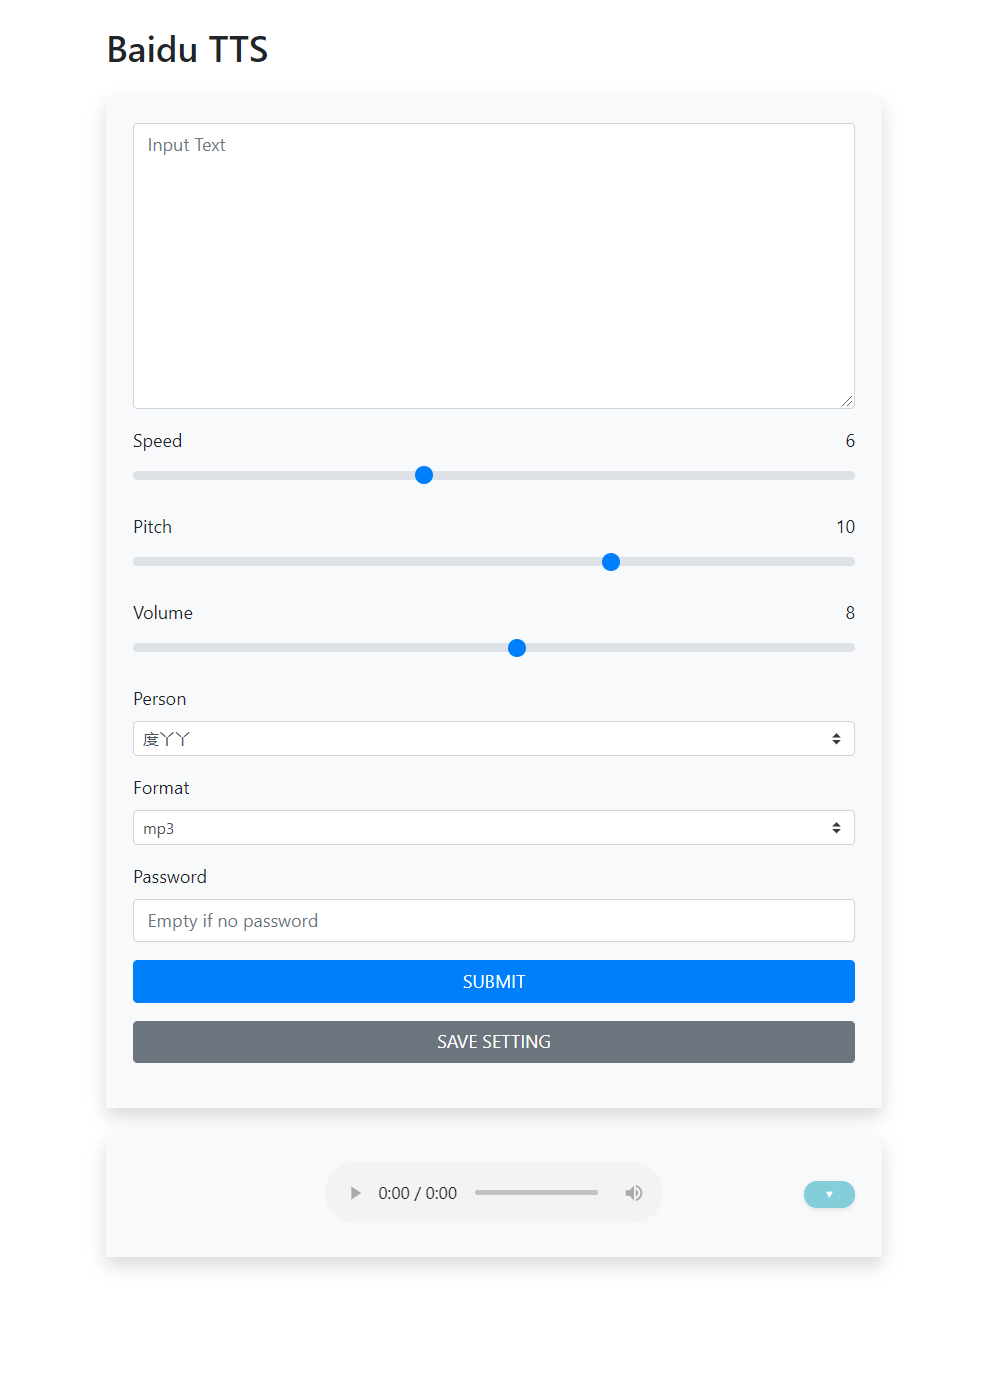 Baidu TTS
Input Text
Speed 6
Pitch 10
Volume 8
Person
度丫丫
Format
mp3
Password
Empty if no password
SUBMIT
SAVE SETTING
0:00 / 0:00